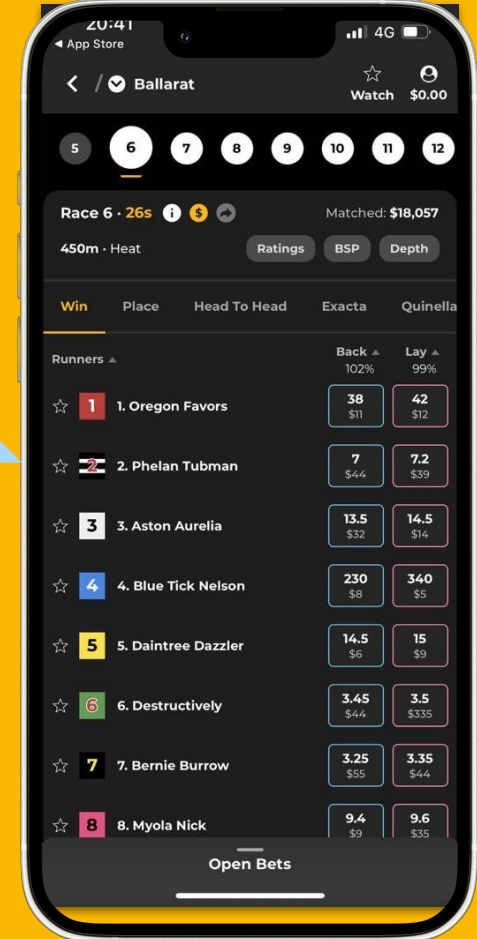 20:41
4G
App Store
Ballarat
Watch $0.00
5 6 7 8 9 10 11 12
Race 6 · 26s i $ Matched: $18,057
450m · Heat Ratings BSP Depth
Win Place Head To Head Exacta Quinella
Runners Back Lay
102% 99%
1 1. Oregon Favors 38 42
$11 $12
2 2. Phelan Tubman 7 7.2
$44 $39
3 3. Aston Aurelia 13.5 14.5
$32 $14
4 4. Blue Tick Nelson 230 340
$8 $5
5 5. Daintree Dazzler 14.5 15
$6 $9
6 6. Destructively 3.45 3.5
$44 $335
7 7. Bernie Burrow 3.25 3.35
$55 $44
8 8. Myola Nick 9.4 9.6
$9 $35
Open Bets